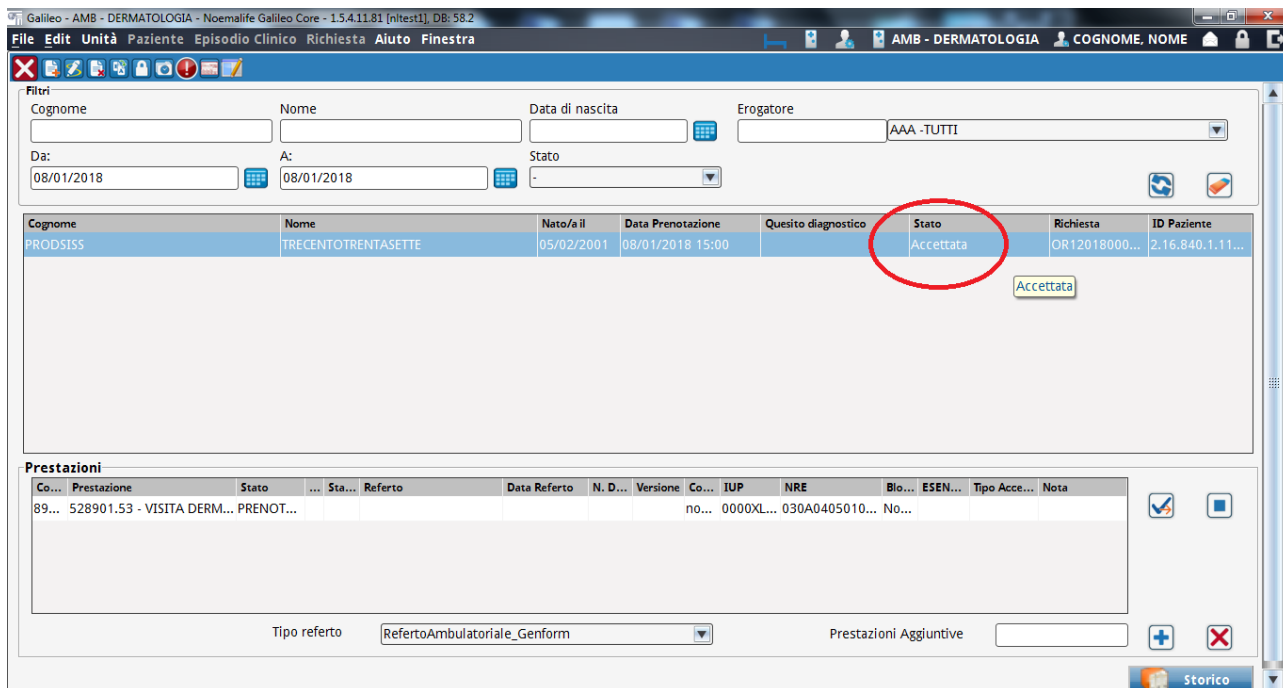 Galileo - AMB - DERMATOLOGIA - Noemalife Galileo Core - 1.5.4.11.81 [nltest1], DB: 58.2
File Edit Unità Paziente Episodio Clinico Richiesta Aiuto Finestra AMB - DERMATOLOGIA COGNOME, NOME
Filtri
Cognome Nome Data di nascita Erogatore
AAA -TUTTI
Da: A: Stato
08/01/2018 08/01/2018 -
Cognome Nome Nato/a il Data Prenotazione Quesito diagnostico Stato Richiesta ID Paziente
PRODSISS TRECENTOTRENTASETTE 05/02/2001 08/01/2018 15:00 Accettata OR12018000... 2.16.840.1.11...
Accettata
Prestazioni
Co... Prestazione Stato ... Sta... Referto Data Referto N. D... Versione Co... IUP NRE Blo... ESEN... Tipo Acce... Nota
89... 528901.53 - VISITA DERM... PRENOT... no... 0000XL... 030A0405010... No...
Tipo referto RefertoAmbulatoriale_Genform Prestazioni Aggiuntive
Storico